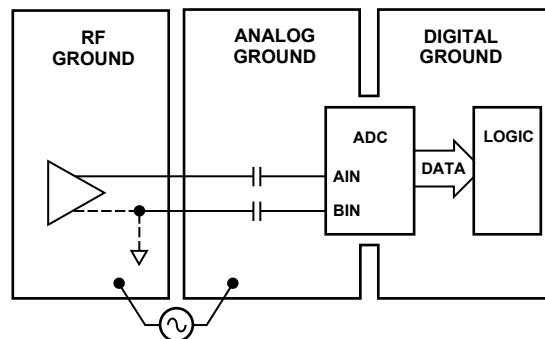 RF
GROUND
ANALOG
GROUND
DIGITAL
GROUND
ADC
LOGIC
AIN
DATA
BIN